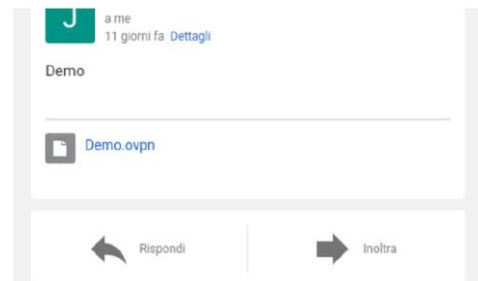 J
a me
11 giorni fa Dettagli
Demo
Demo.ovpn
Rispondi
Inoltra